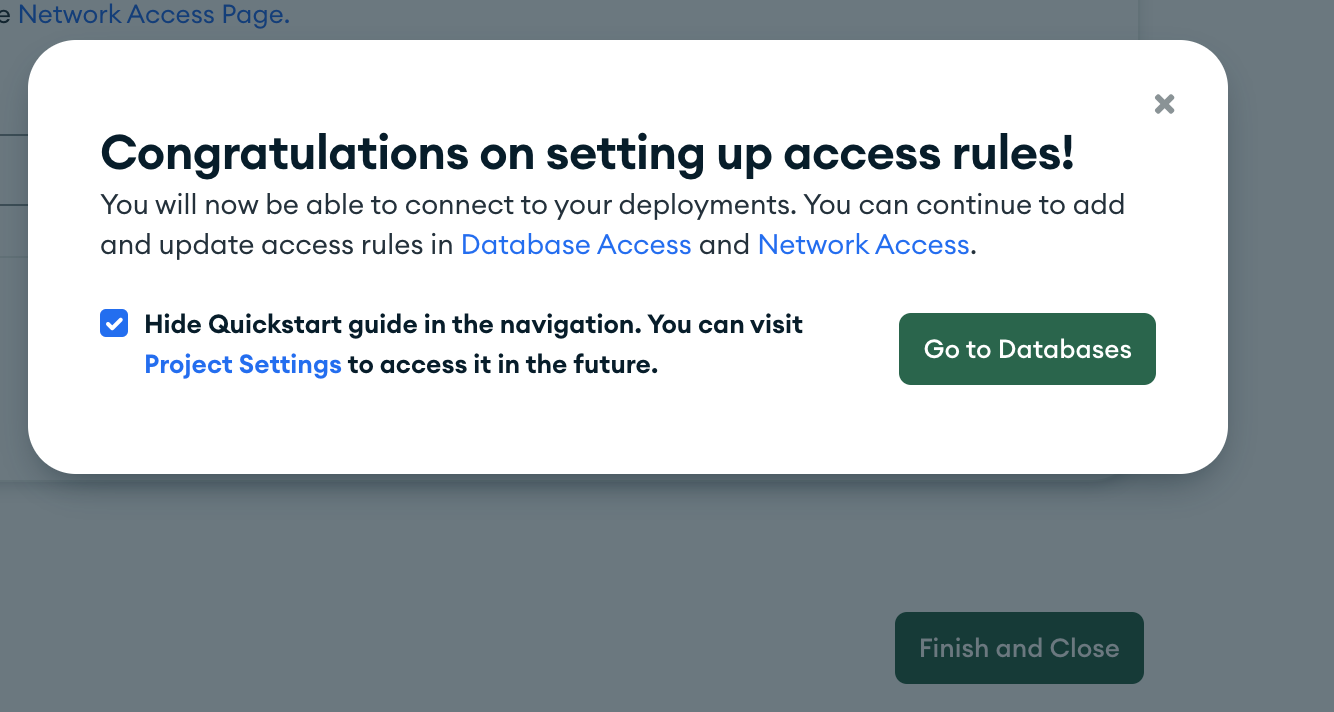 e Network Access Page.
Congratulations on setting up access rules!
You will now be able to connect to your deployments. You can continue to add
and update access rules in Database Access and Network Access.
Hide Quickstart guide in the navigation. You can visit
Project Settings to access it in the future.
Go to Databases
Finish and Close